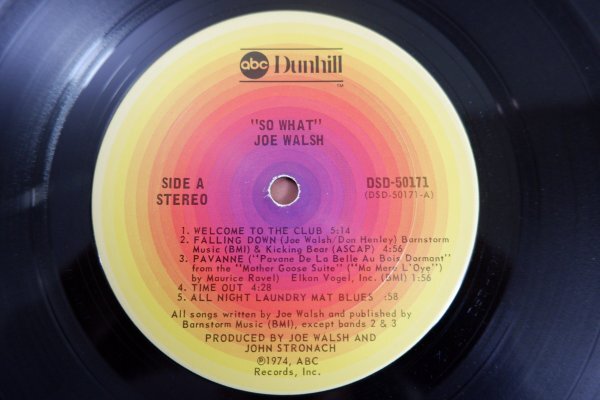 abc Dunhill
TM
"SO WHAT"
JOE WALSH
SIDE A
STEREO
DSD-50171
(DSD-50171-A)
1. WELCOME TO THE CLUB 5:14
2. FALLING DOWN (Joe Walsh/Don Henley) Barnstorm
Music (BMI) & Kicking Bear (ASCAP) 4:56
3. PAVANNE ("Pavane De La Belle Au Bois Dormant"
from the "Mother Goose Suite" ("Ma Mere L'Oye")
by Maurice Ravel) Elkan Vogel, Inc. (BMI) 1:56
4. TIME OUT 4:28
5. ALL NIGHT LAUNDRY MAT BLUES :58
All songs written by Joe Walsh and published by
Barnstorm Music (BMI), except bands 2 & 3
PRODUCED BY JOE WALSH AND
JOHN STRONACH
℗1974, ABC
Records, Inc.